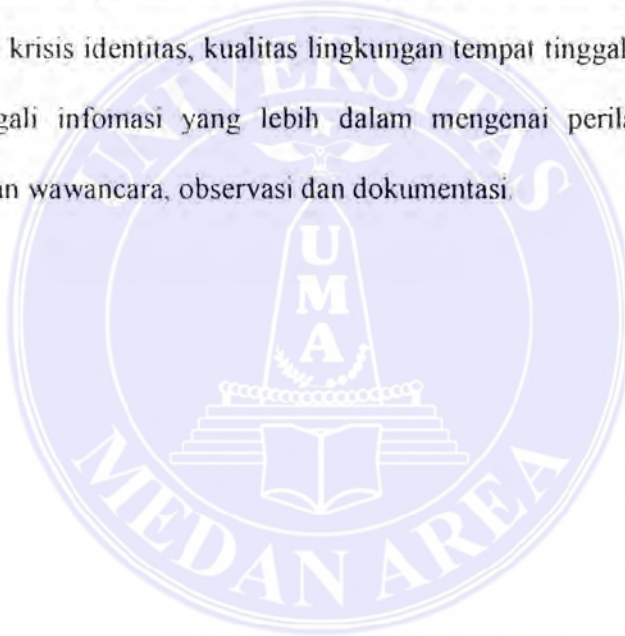 krisis identitas, kualitas lingkungan tempat tinggal
gali infomasi yang lebih dalam mengenai perila
an wawancara, observasi dan dokumentasi.
UNIVERSITAS
UMA
MEDAN AREA